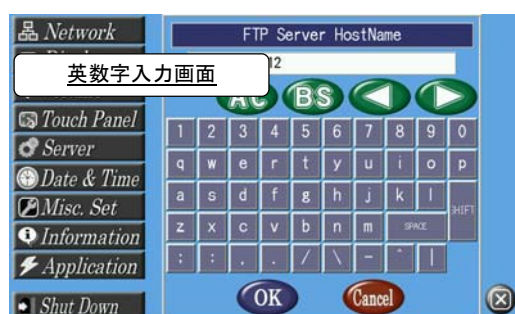 Network
FTP Server HostName
12
英数字入力画面
AC BS
Touch Panel
1 2 3 4 5 6 7 8 9 0
Server
q w e r t y u i o p
Date & Time
a s d f g h j k l
SHIFT
Misc. Set
z x c v b n m SPACE
Information
; : , . / \ - ^ |
Application
OK Cancel
Shut Down